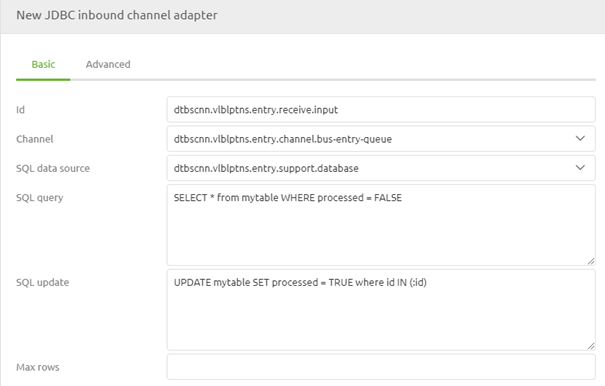 New JDBC inbound channel adapter
Basic Advanced
Id dtbscnn.vlblptns.entry.receive.input
Channel dtbscnn.vlblptns.entry.channel.bus-entry-queue
SQL data source dtbscnn.vlblptns.entry.support.database
SQL query SELECT * from mytable WHERE processed = FALSE
SQL update UPDATE mytable SET processed = TRUE where id IN (:id)
Max rows